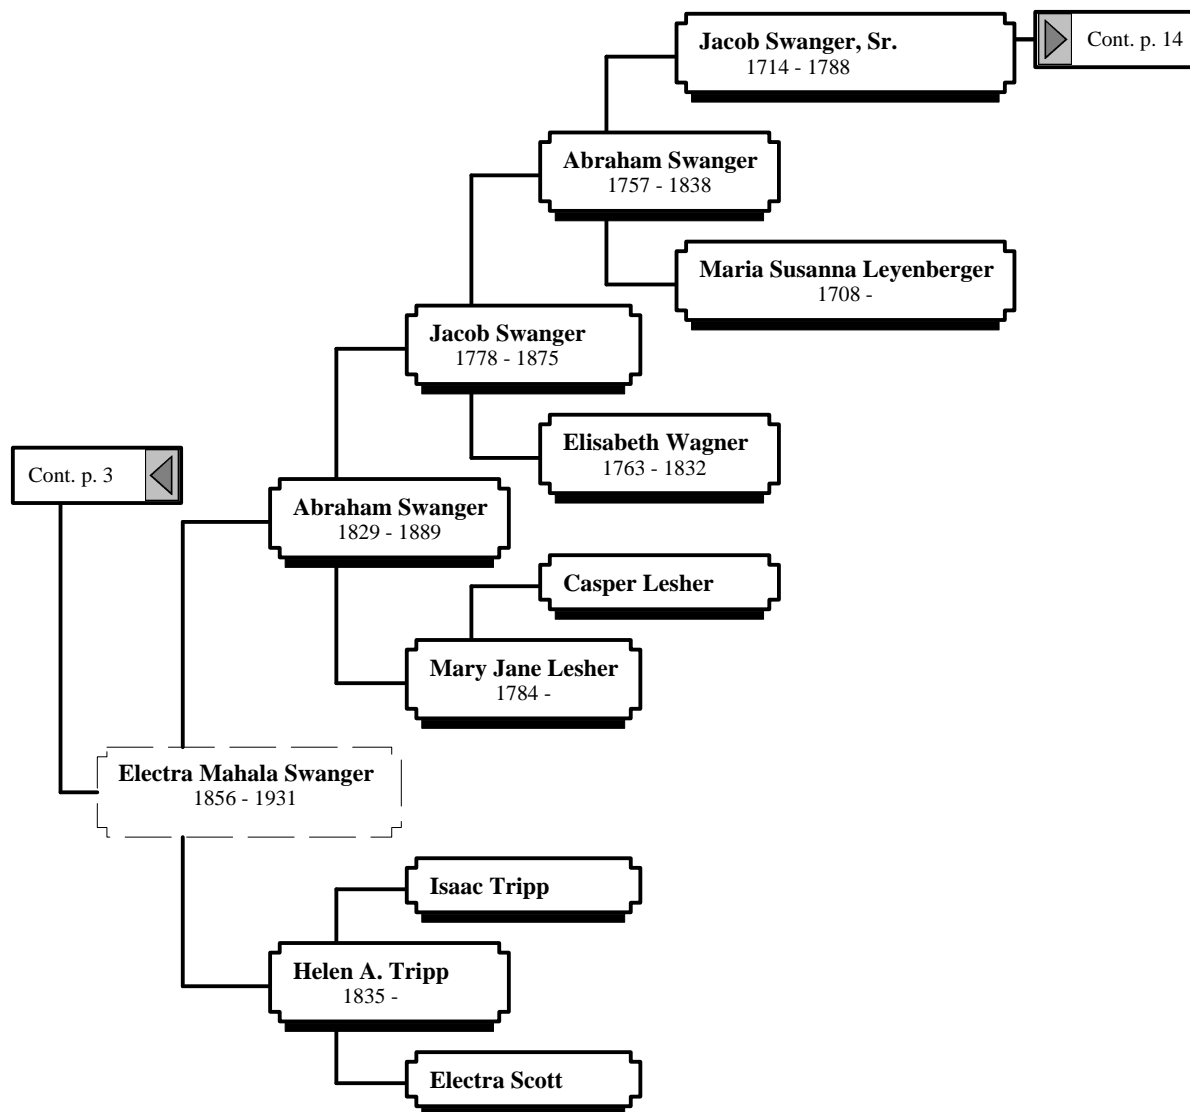 Jacob Swanger, Sr.
1714 - 1788
Cont. p. 14
Abraham Swanger
1757 - 1838
Maria Susanna Leyenberger
1708 -
Jacob Swanger
1778 - 1875
Elisabeth Wagner
1763 - 1832
Cont. p. 3
Abraham Swanger
1829 - 1889
Casper Lesher
Mary Jane Lesher
1784 -
Electra Mahala Swanger
1856 - 1931
Isaac Tripp
Helen A. Tripp
1835 -
Electra Scott